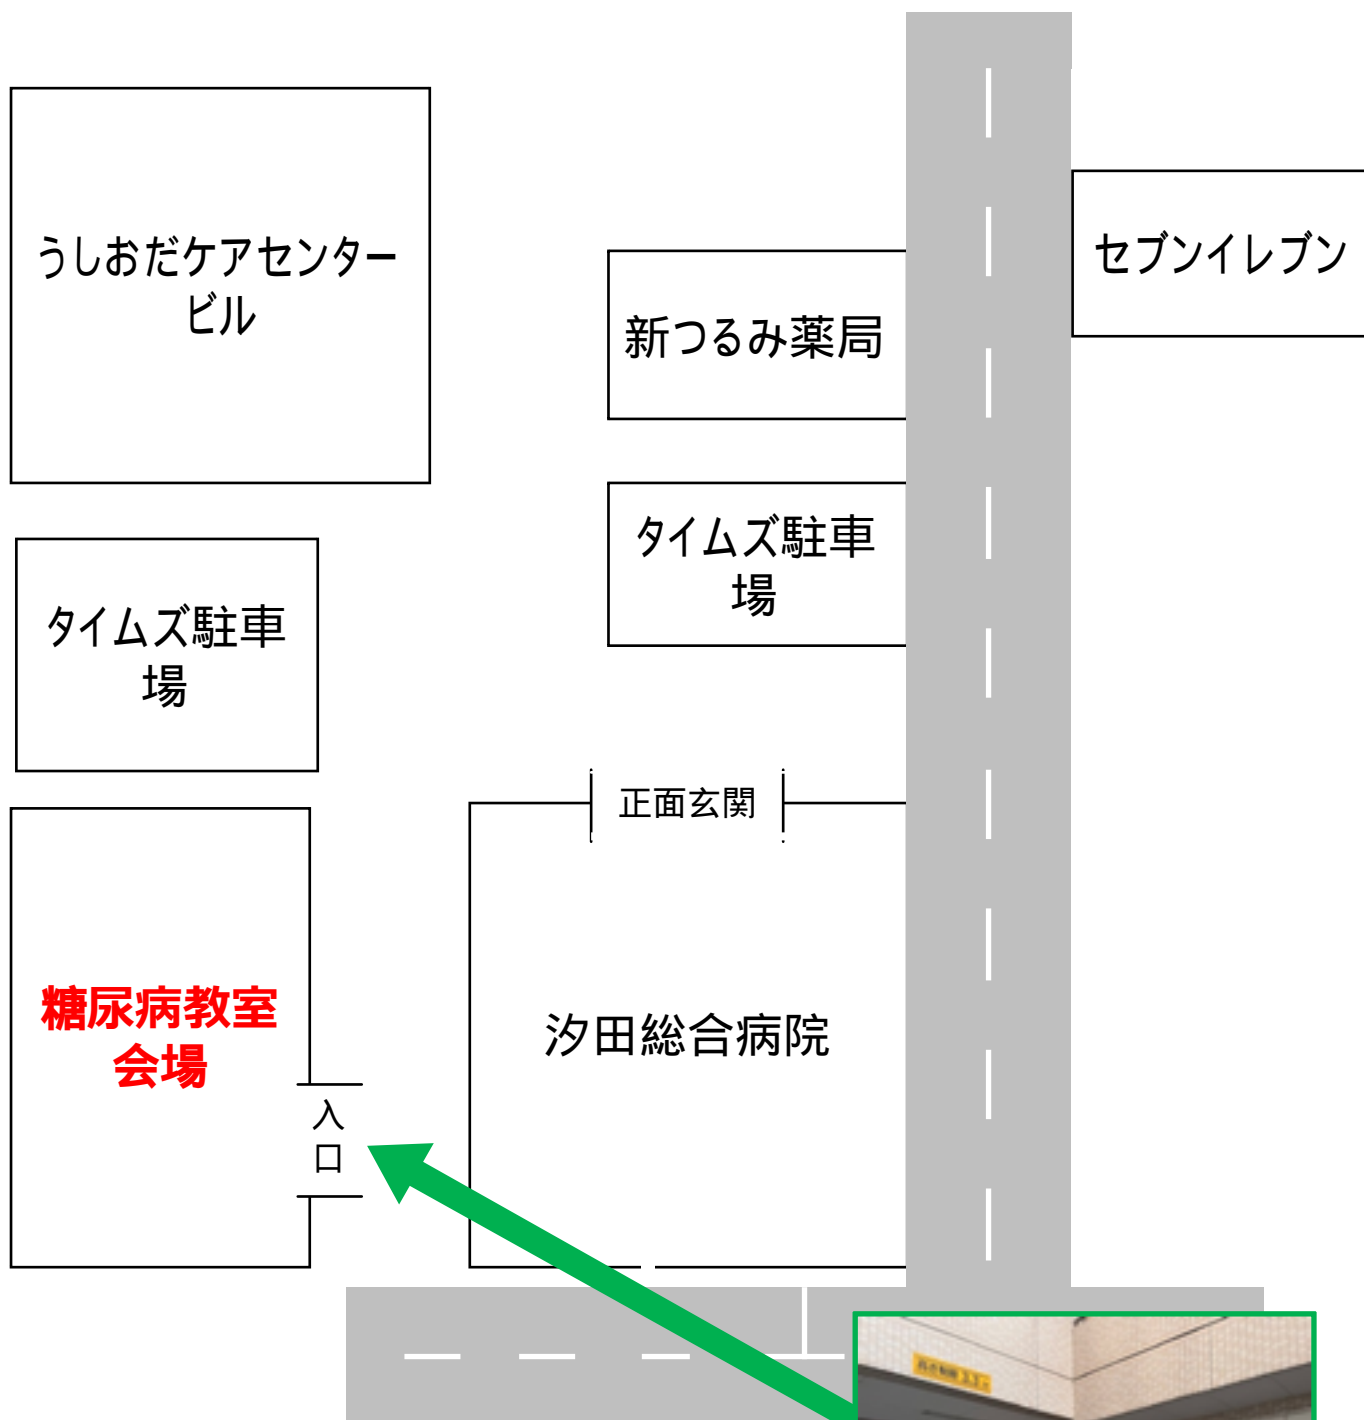 うしおだケアセンター
ビル
セブンイレブン
新つるみ薬局
タイムズ駐車
場
タイムズ駐車
場
正面玄関
糖尿病教室
会場
汐田総合病院
入
口